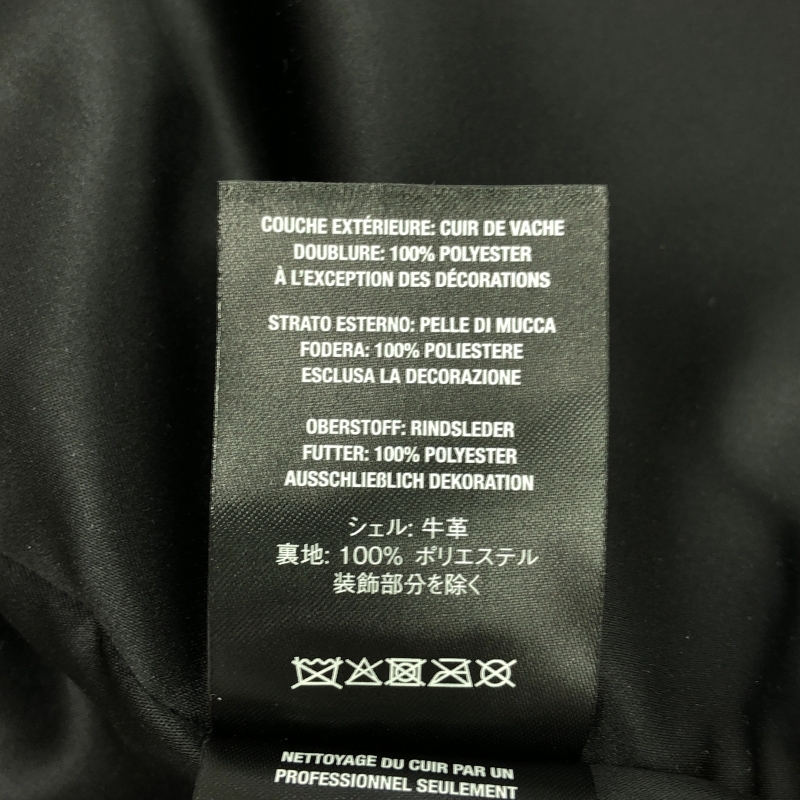 COUCHE EXTÉRIEURE: CUIR DE VACHE
DOUBLURE: 100% POLYESTER
À L'EXCEPTION DES DÉCORATIONS
STRATO ESTERNO: PELLE DI MUCCA
FODERA: 100% POLIESTERE
ESCLUSA LA DECORAZIONE
OBERSTOFF: RINDSLEDER
FUTTER: 100% POLYESTER
AUSSCHLIEßLICH DEKORATION
シェル: 牛革
裏地: 100% ポリエステル
装飾部分を除く
NETTOYAGE DU CUIR PAR UN
PROFESSIONNEL SEULEMENT